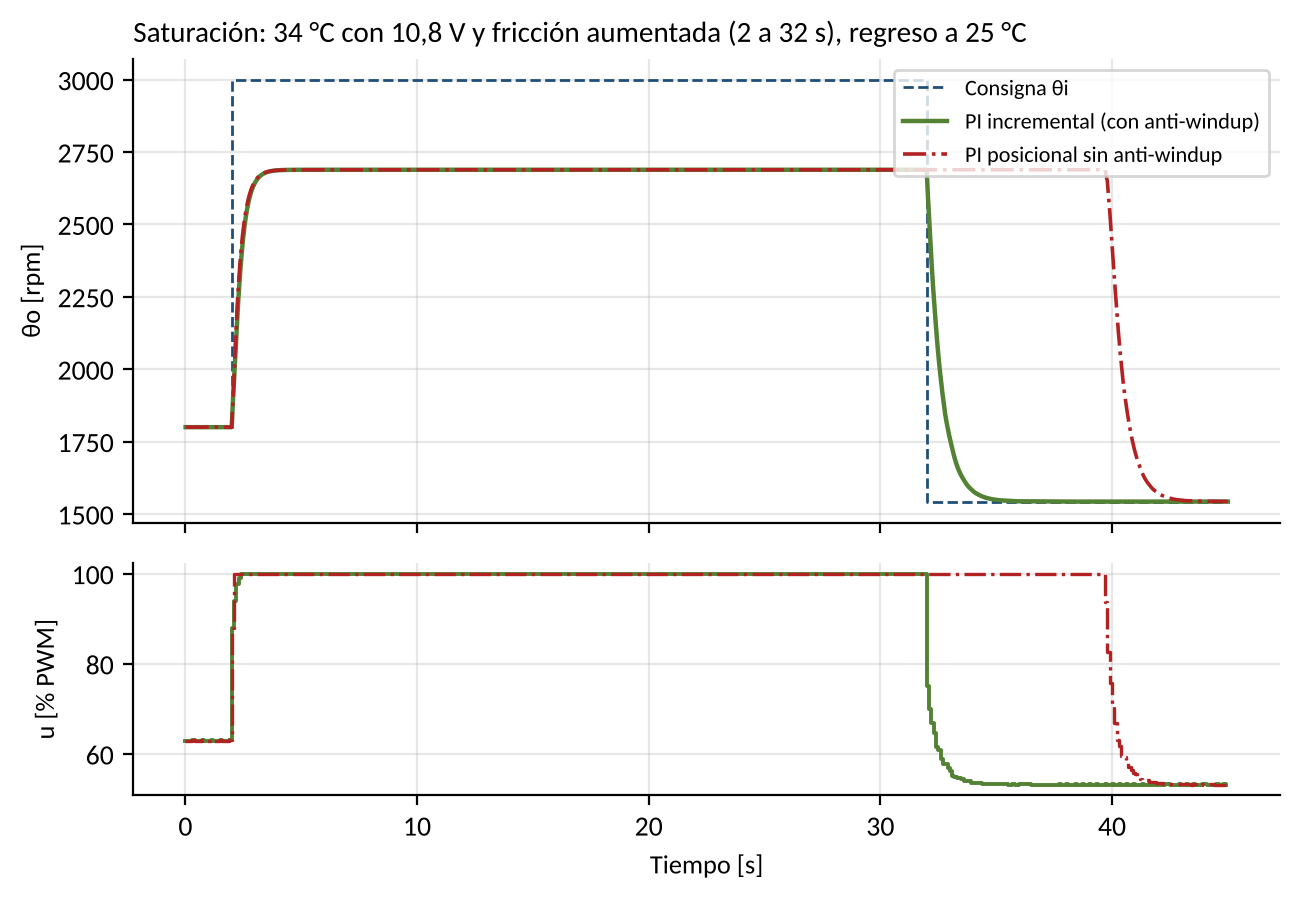 Saturación: 34 °C con 10,8 V y fricción aumentada (2 a 32 s), regreso a 25 °C
3000
2750
2500
2250
2000
1750
1500
θo [rpm]
Consigna θi
PI incremental (con anti-windup)
PI posicional sin anti-windup
100
80
60
u [% PWM]
0
10
20
30
40
Tiempo [s]